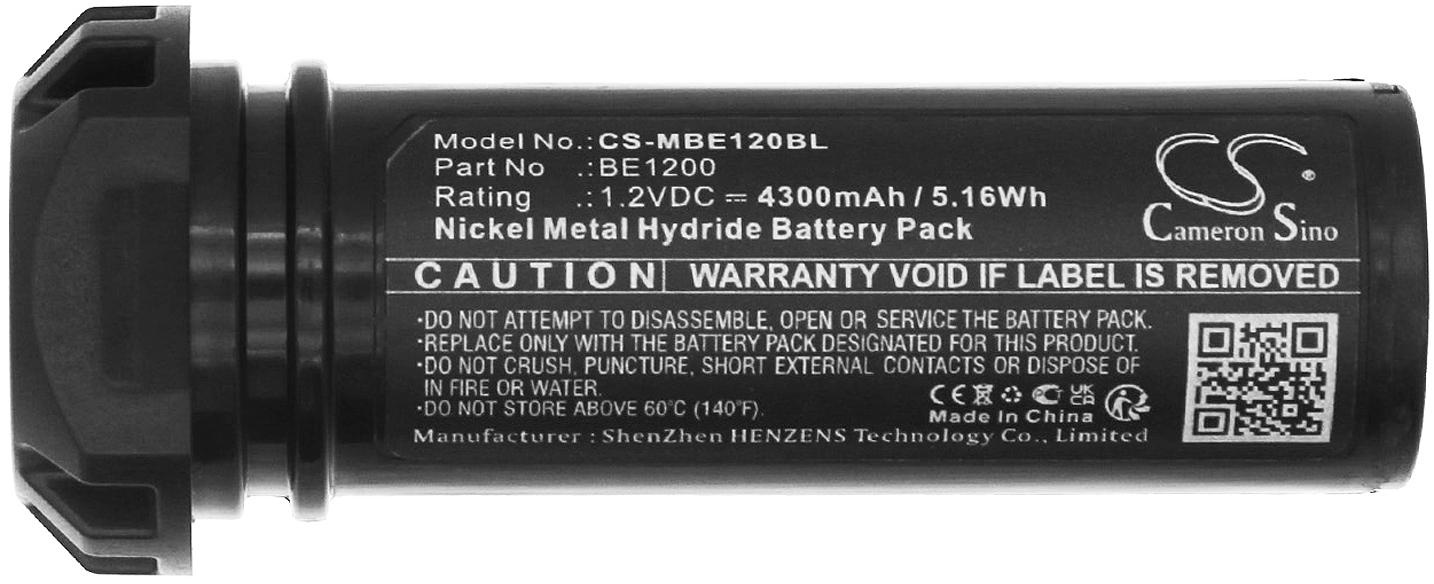 Model No.:CS-MBE120BL
Part No .:BE1200
Rating .:1.2VDC ⎓ 4300mAh / 5.16Wh
Nickel Metal Hydride Battery Pack
CS®
Cameron Sino
CAUTION| WARRANTY VOID IF LABEL IS REMOVED
·DO NOT ATTEMPT TO DISASSEMBLE, OPEN OR SERVICE THE BATTERY PACK.
·REPLACE ONLY WITH THE BATTERY PACK DESIGNATED FOR THIS PRODUCT.
·DO NOT CRUSH, PUNCTURE, SHORT EXTERNAL CONTACTS OR DISPOSE OF
IN FIRE OR WATER.
·DO NOT STORE ABOVE 60°C (140°F).
CE UKCA
Made In China
Manufacturer : ShenZhen HENZENS Technology Co., Limited